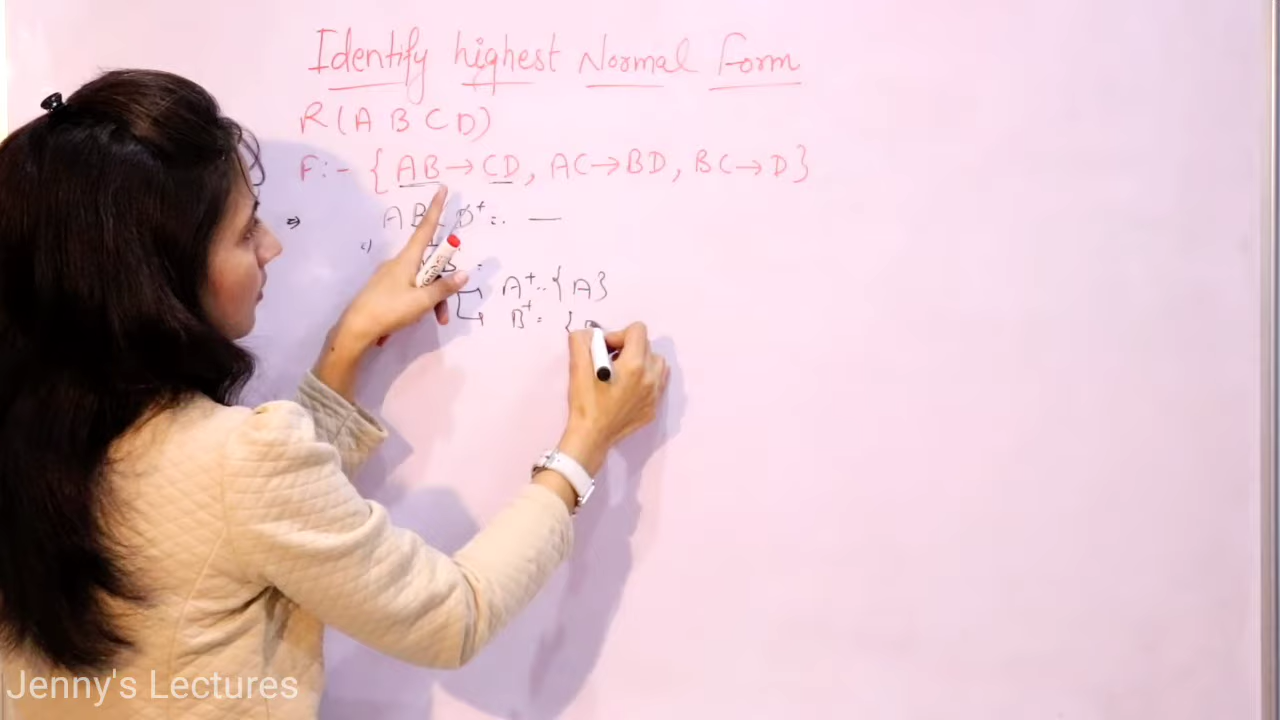 Identify highest Normal Form
R(A B C D)
F:- {AB→CD, AC→BD, BC→D}
⇒ AB D⁺ = —
A⁺ = {A}
B⁺ = {
Jenny's Lectures